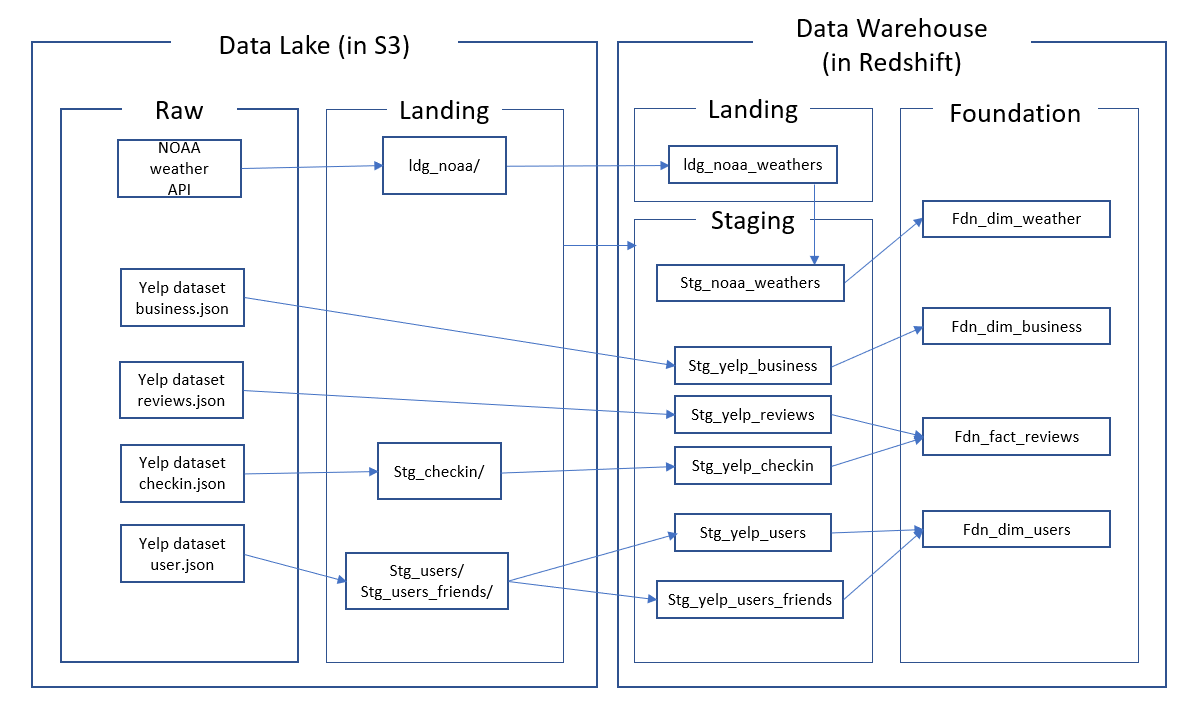 Data Lake (in S3)
Data Warehouse
(in Redshift)
Raw
NOAA
weather
API
Yelp dataset
business.json
Yelp dataset
reviews.json
Yelp dataset
checkin.json
Yelp dataset
user.json
Landing
ldg_noaa/
Stg_checkin/
Stg_users/
Stg_users_friends/
Landing
ldg_noaa_weathers
Staging
Stg_noaa_weathers
Stg_yelp_business
Stg_yelp_reviews
Stg_yelp_checkin
Stg_yelp_users
Stg_yelp_users_friends
Foundation
Fdn_dim_weather
Fdn_dim_business
Fdn_fact_reviews
Fdn_dim_users